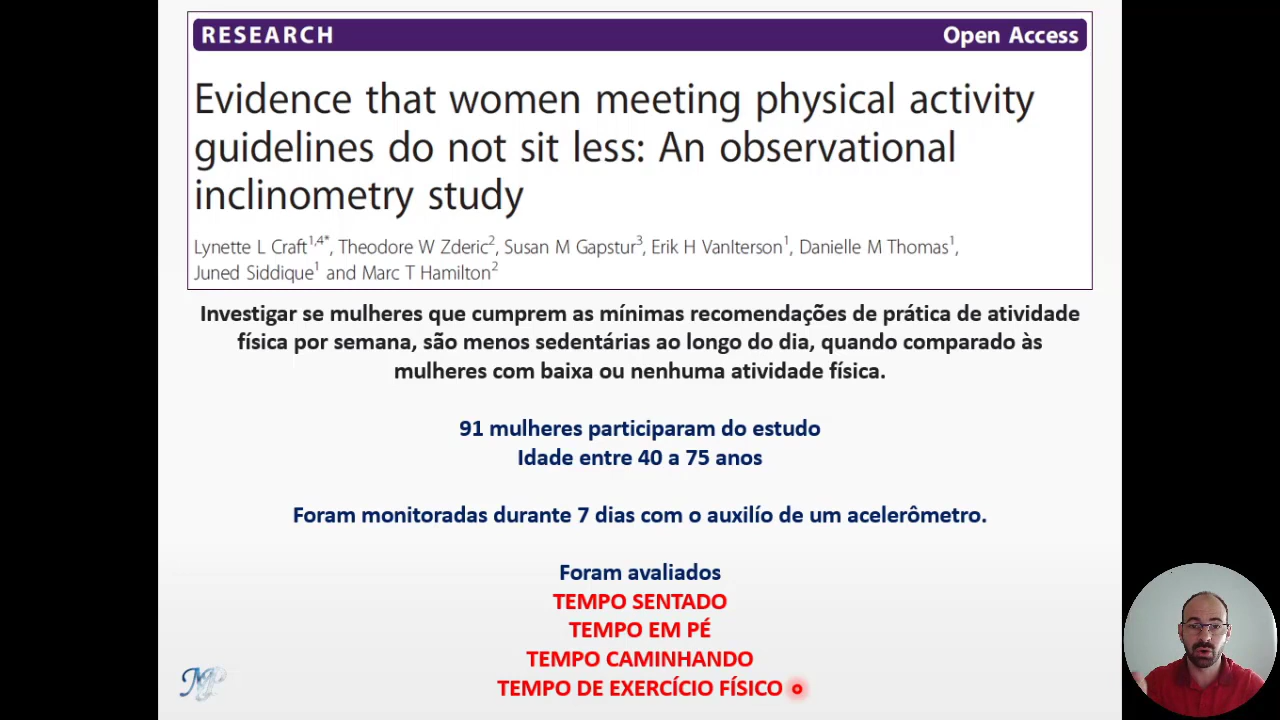 RESEARCH Open Access
Evidence that women meeting physical activity
guidelines do not sit less: An observational
inclinometry study
Lynette L Craft1,4*, Theodore W Zderic2, Susan M Gapstur3, Erik H VanIterson1, Danielle M Thomas1,
Juned Siddique1 and Marc T Hamilton2
Investigar se mulheres que cumprem as mínimas recomendações de prática de atividade
física por semana, são menos sedentárias ao longo do dia, quando comparado às
mulheres com baixa ou nenhuma atividade física.
91 mulheres participaram do estudo
Idade entre 40 a 75 anos
Foram monitoradas durante 7 dias com o auxilío de um acelerômetro.
Foram avaliados
TEMPO SENTADO
TEMPO EM PÉ
TEMPO CAMINHANDO
TEMPO DE EXERCÍCIO FÍSICO